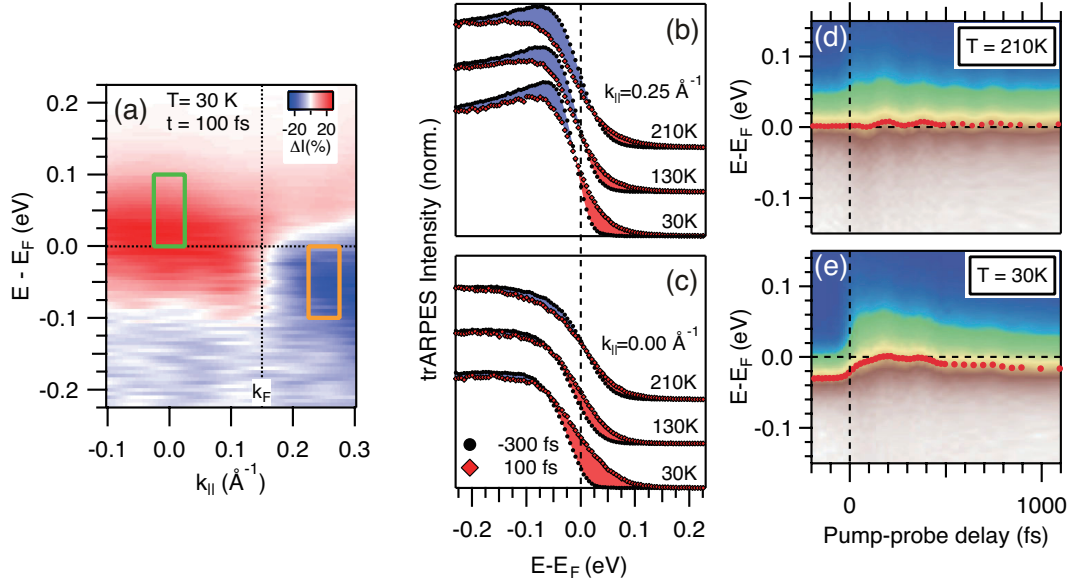 (a)
T= 30 K
t = 100 fs
-20 20
ΔI(%)
0.2
0.1
0.0
-0.1
-0.2
E - E_F (eV)
k_F
-0.1 0.0 0.1 0.2 0.3
k_|| (Å⁻¹)
(b)
k_||=0.25 Å⁻¹
210K
130K
30K
(c)
k_||=0.00 Å⁻¹
210K
130K
30K
-300 fs
100 fs
trARPES Intensity (norm.)
-0.2 -0.1 0.0 0.1 0.2
E-E_F (eV)
0 1000
(d)
T = 210K
0.1
0.0
-0.1
E-E_F (eV)
(e)
T = 30K
0.1
0.0
-0.1
E-E_F (eV)
0 1000
Pump-probe delay (fs)